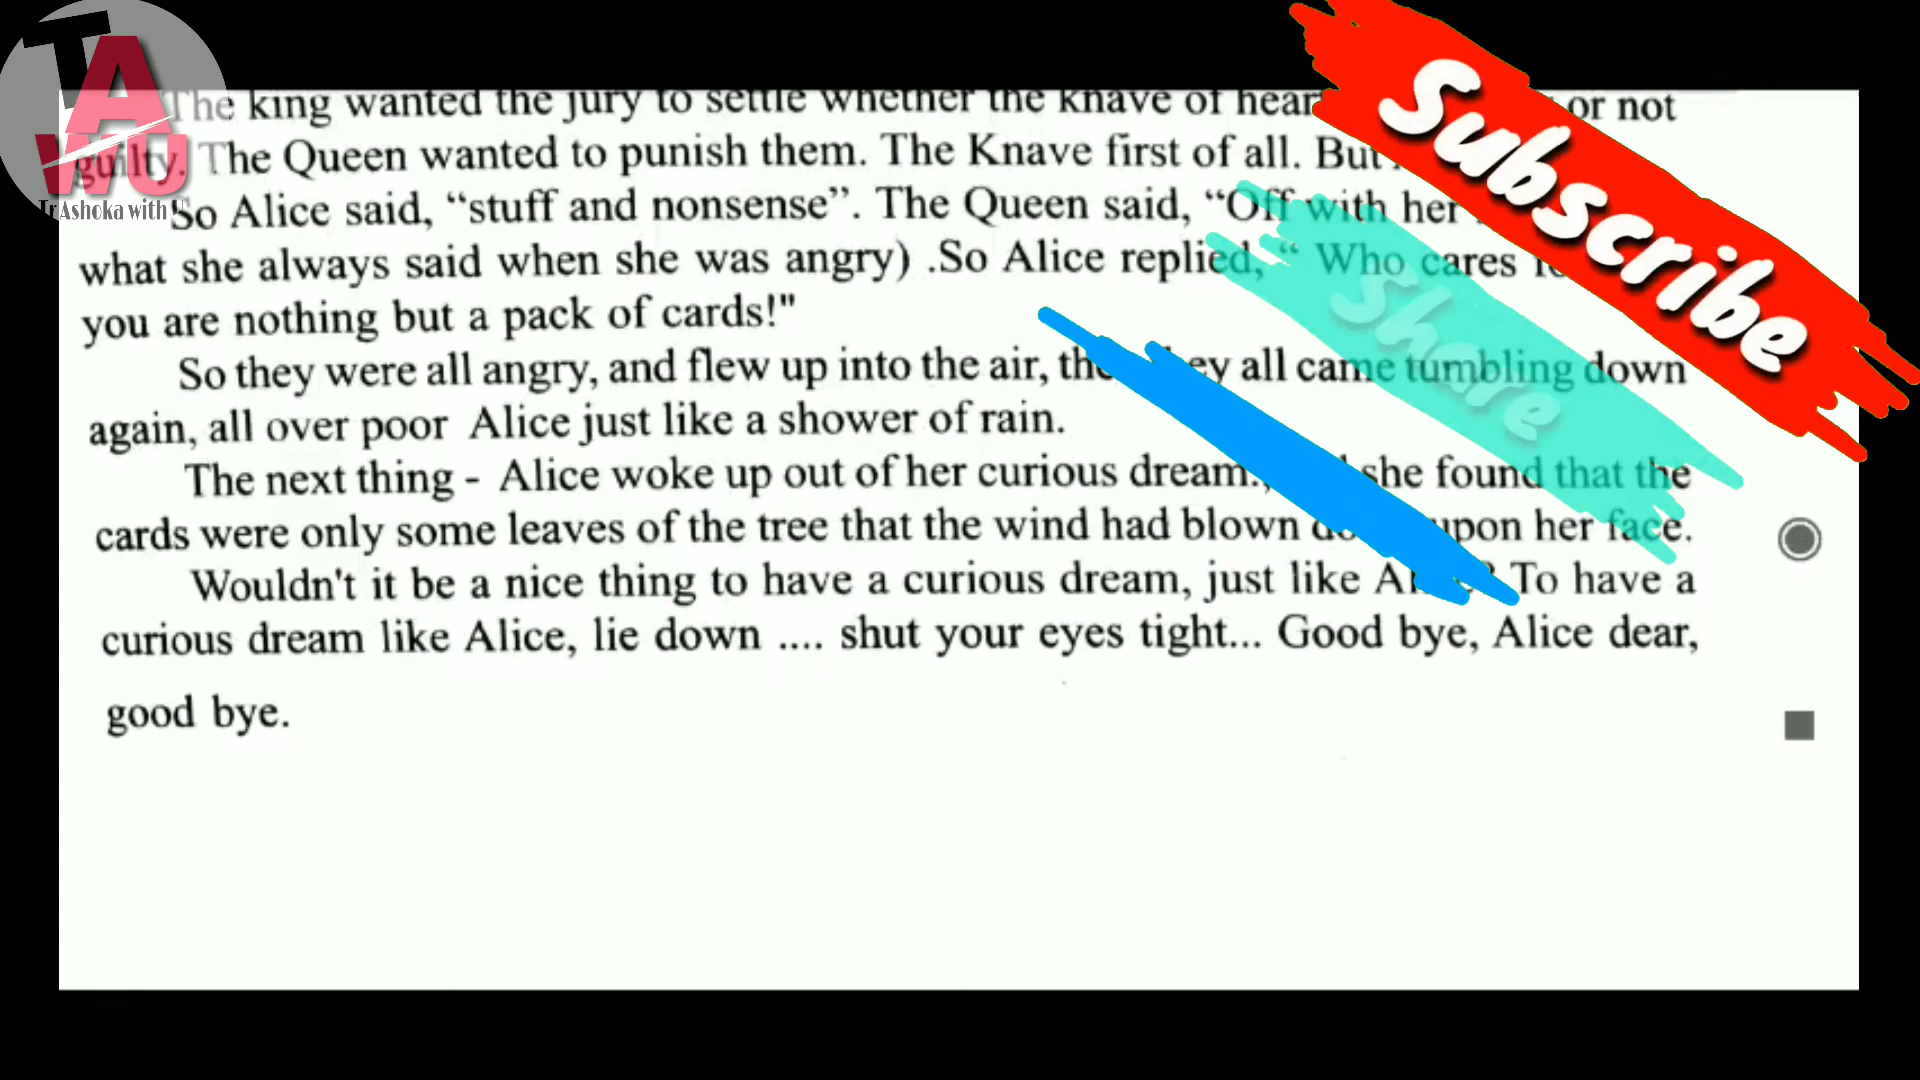 The king wanted the jury to settle whether the knave of or not
guilty. The Queen wanted to punish them. The Knave first of all. But
So Alice said, “stuff and nonsense”. The Queen said, “Off with her
what she always said when she was angry) .So Alice replied, “ Who cares
you are nothing but a pack of cards!"
So they were all angry, and flew up into the air, all came tumbling down
again, all over poor Alice just like a shower of rain.
The next thing - Alice woke up out of her curious dream., she found that the
cards were only some leaves of the tree that the wind had blown upon her face.
Wouldn't it be a nice thing to have a curious dream, just like To have a
curious dream like Alice, lie down .... shut your eyes tight... Good bye, Alice dear,
good bye.
Subscribe
Share
TAWU
Tr Ashoka with